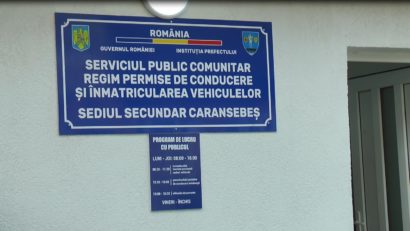 ROMÂNIA
GUVERNUL ROMÂNIEI
INSTITUȚIA PREFECTULUI
SERVICIUL PUBLIC COMUNITAR
REGIM PERMISE DE CONDUCERE
ȘI ÎNMATRICULAREA VEHICULELOR
SEDIUL SECUNDAR CARANSEBEȘ
PROGRAM DE LUCRU
CU PUBLICUL
LUNI - JOI: 08:00 - 16:00
VINERI - ÎNCHIS